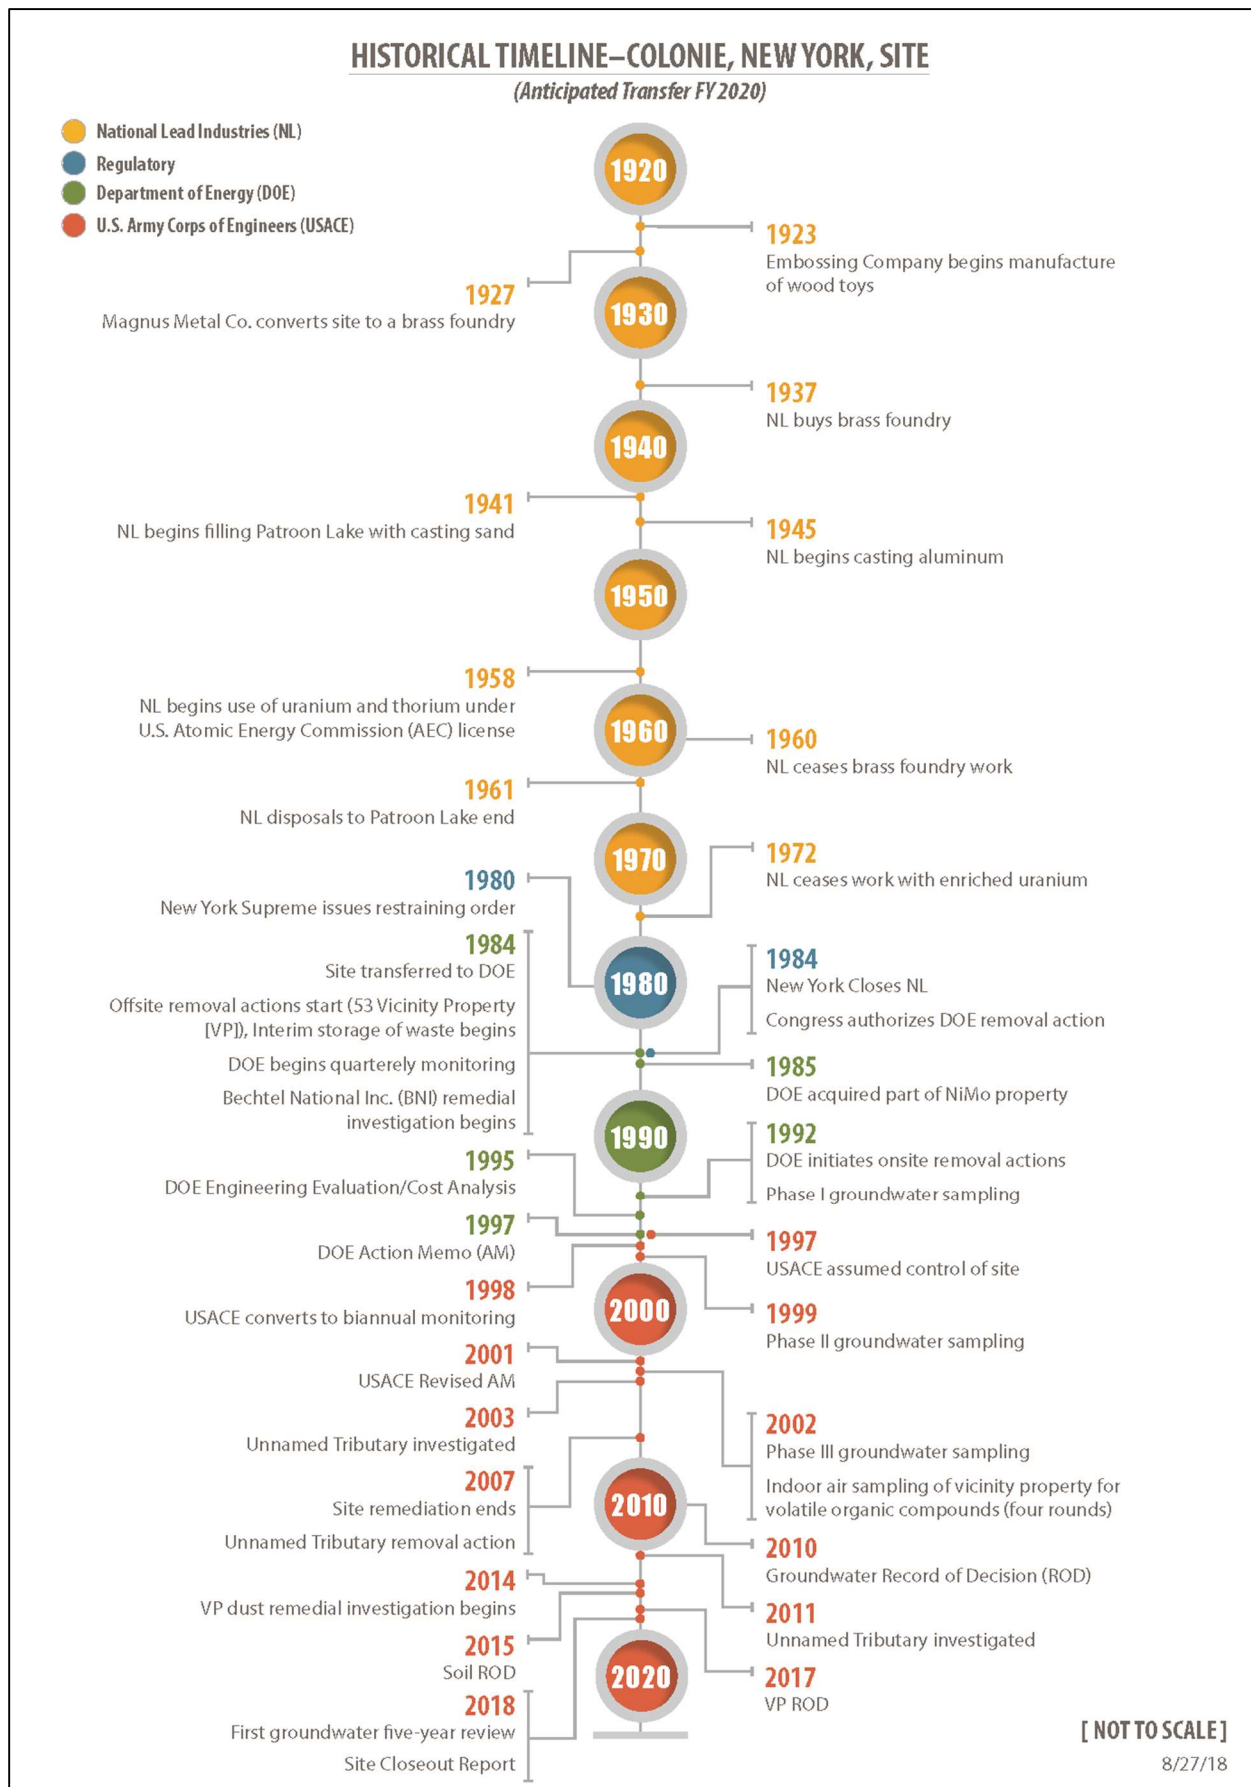 HISTORICAL TIMELINE–COLONIE, NEW YORK, SITE
(Anticipated Transfer FY 2020)
National Lead Industries (NL)
Regulatory
Department of Energy (DOE)
U.S. Army Corps of Engineers (USACE)
1920
1923
Embossing Company begins manufacture
of wood toys
1927
Magnus Metal Co. converts site to a brass foundry
1930
1937
NL buys brass foundry
1940
1941
NL begins filling Patroon Lake with casting sand
1945
NL begins casting aluminum
1950
1958
NL begins use of uranium and thorium under
U.S. Atomic Energy Commission (AEC) license
1960
1960
NL ceases brass foundry work
1961
NL disposals to Patroon Lake end
1970
1972
NL ceases work with enriched uranium
1980
New York Supreme issues restraining order
1980
1984
Site transferred to DOE
Offsite removal actions start (53 Vicinity Property
[VP]), Interim storage of waste begins
DOE begins quarterely monitoring
Bechtel National Inc. (BNI) remedial
investigation begins
1984
New York Closes NL
Congress authorizes DOE removal action
1985
DOE acquired part of NiMo property
1990
1992
DOE initiates onsite removal actions
Phase I groundwater sampling
1995
DOE Engineering Evaluation/Cost Analysis
1997
DOE Action Memo (AM)
1997
USACE assumed control of site
1998
USACE converts to biannual monitoring
1999
Phase II groundwater sampling
2000
2001
USACE Revised AM
2002
Phase III groundwater sampling
Indoor air sampling of vicinity property for
volatile organic compounds (four rounds)
2003
Unnamed Tributary investigated
2007
Site remediation ends
Unnamed Tributary removal action
2010
2010
Groundwater Record of Decision (ROD)
2011
Unnamed Tributary investigated
2014
VP dust remedial investigation begins
2015
Soil ROD
2017
VP ROD
2018
First groundwater five-year review
Site Closeout Report
2020
[ NOT TO SCALE ]
8/27/18